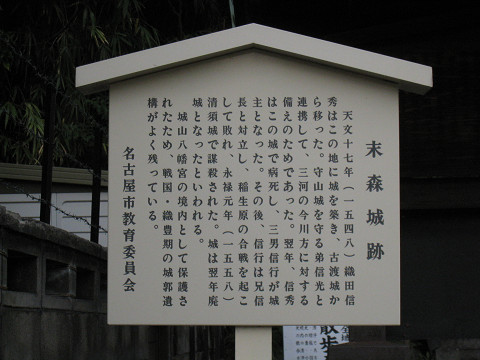 末森城跡
天文十七年(一五四八)織田信
秀はこの地に城を築き、古渡城か
ら移った。守山城を守る弟信光と
連携して、三河の今川方に対する
備えのためであった。翌年、信秀
はこの城で病死し、三男信行が城
主となった。その後、信行は兄信
長と対立し、稲生原の合戦を起こ
して敗れ、永禄元年(一五五八)
清須城で謀殺された。城は翌年廃
城となったといわれる。
城山八幡宮の境内として保護さ
れたため、戦国・織豊期の城郭遺
構がよく残っている。
名古屋市教育委員会
散歩